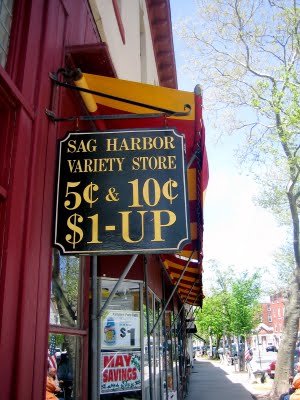 SAG HARBOR
VARIETY STORE
5¢ & 10¢
$1-UP
$1
MAY
SAVINGS